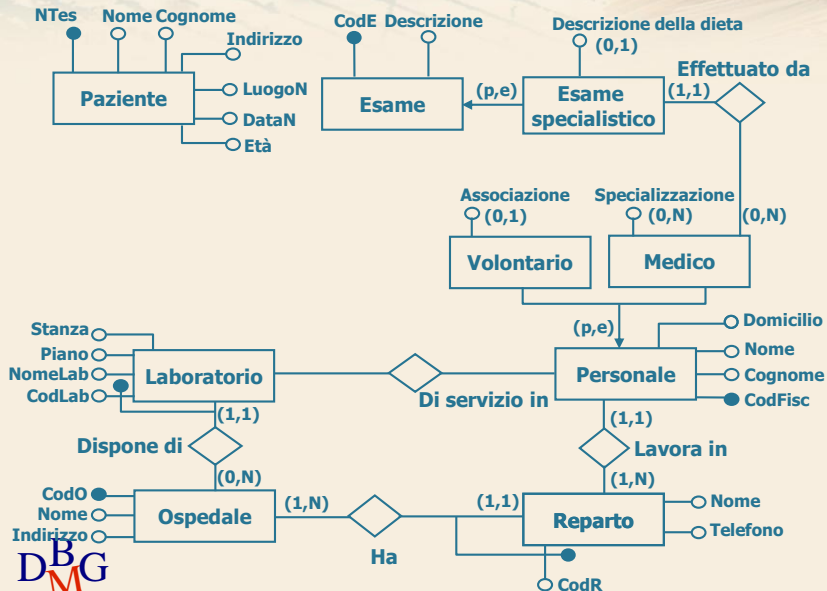 NTes Nome Cognome
Indirizzo
Paziente
LuogoN
DataN
Età
CodE Descrizione
Esame
(p,e)
Descrizione della dieta
(0,1)
Esame
specialistico
(1,1)
Effettuato da
(0,N)
Associazione
(0,1)
Volontario
Specializzazione
(0,N)
Medico
(p,e)
Domicilio
Nome
Cognome
CodFisc
Personale
Di servizio in
Stanza
Piano
NomeLab
CodLab
Laboratorio
(1,1)
Dispone di
(0,N)
(1,1)
Lavora in
(1,N)
CodO
Nome
Indirizzo
Ospedale
(1,N)
Ha
(1,1)
Reparto
Nome
Telefono
CodR
DBMG